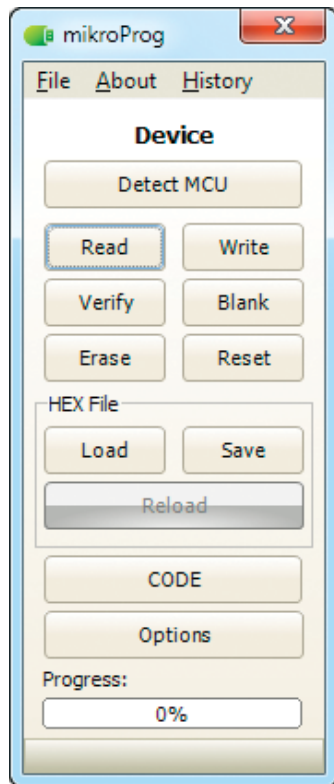 mikroProg
File About History
Device
Detect MCU
Read Write
Verify Blank
Erase Reset
HEX File
Load Save
Reload
CODE
Options
Progress:
0%